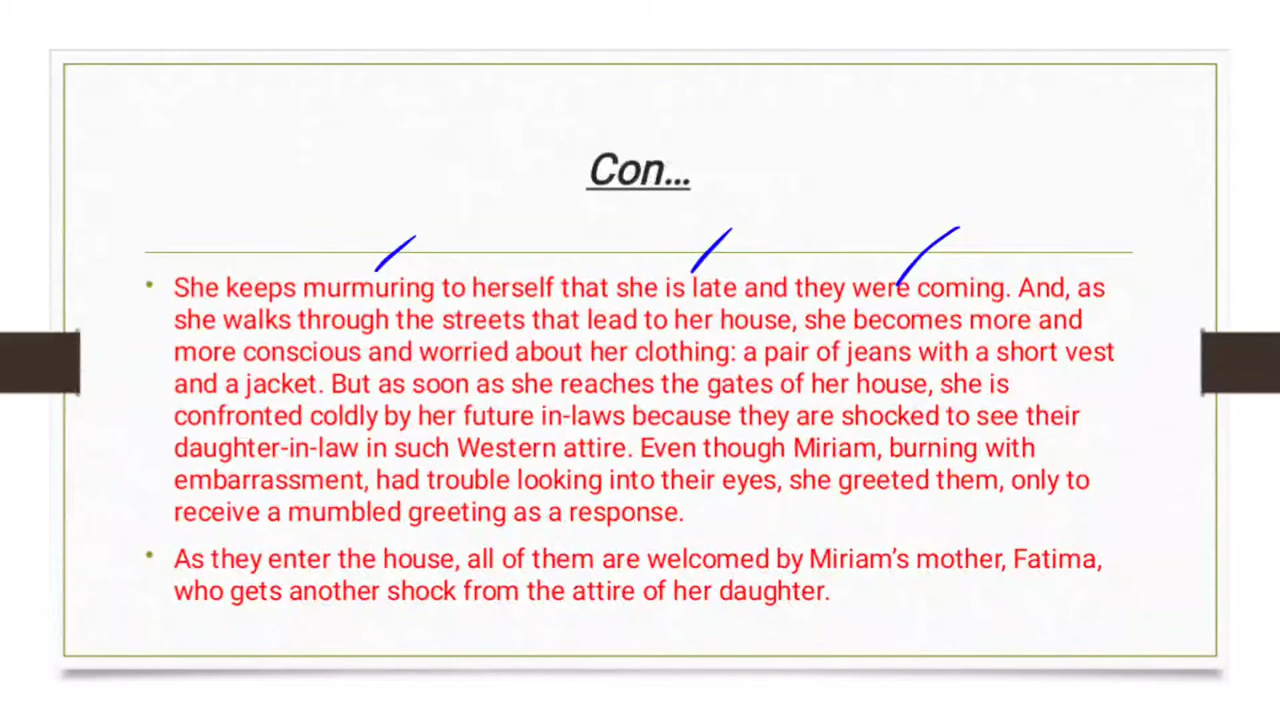 Con...
• She keeps murmuring to herself that she is late and they were coming. And, as
she walks through the streets that lead to her house, she becomes more and
more conscious and worried about her clothing: a pair of jeans with a short vest
and a jacket. But as soon as she reaches the gates of her house, she is
confronted coldly by her future in-laws because they are shocked to see their
daughter-in-law in such Western attire. Even though Miriam, burning with
embarrassment, had trouble looking into their eyes, she greeted them, only to
receive a mumbled greeting as a response.
• As they enter the house, all of them are welcomed by Miriam’s mother, Fatima,
who gets another shock from the attire of her daughter.